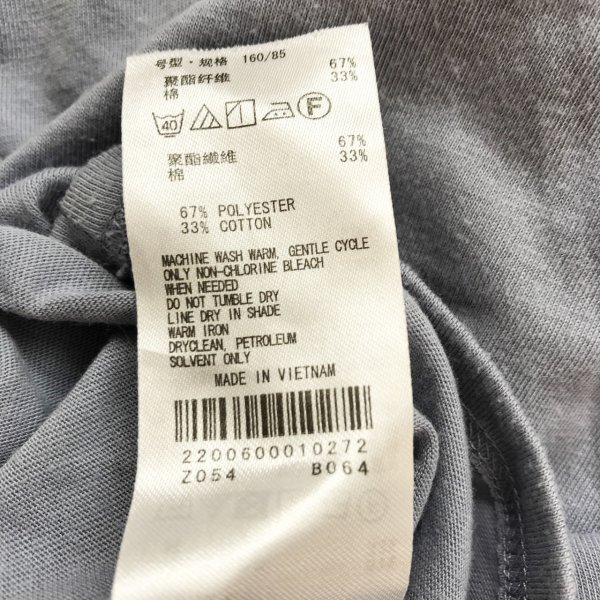 号型・规格 160/85
聚酯纤维 67%
棉 33%
40 F
聚酯纖維 67%
棉 33%
67% POLYESTER
33% COTTON
MACHINE WASH WARM, GENTLE CYCLE
ONLY NON-CHLORINE BLEACH
WHEN NEEDED
DO NOT TUMBLE DRY
LINE DRY IN SHADE
WARM IRON
DRYCLEAN, PETROLEUM
SOLVENT ONLY
MADE IN VIETNAM
2200600010272
Z054 B064